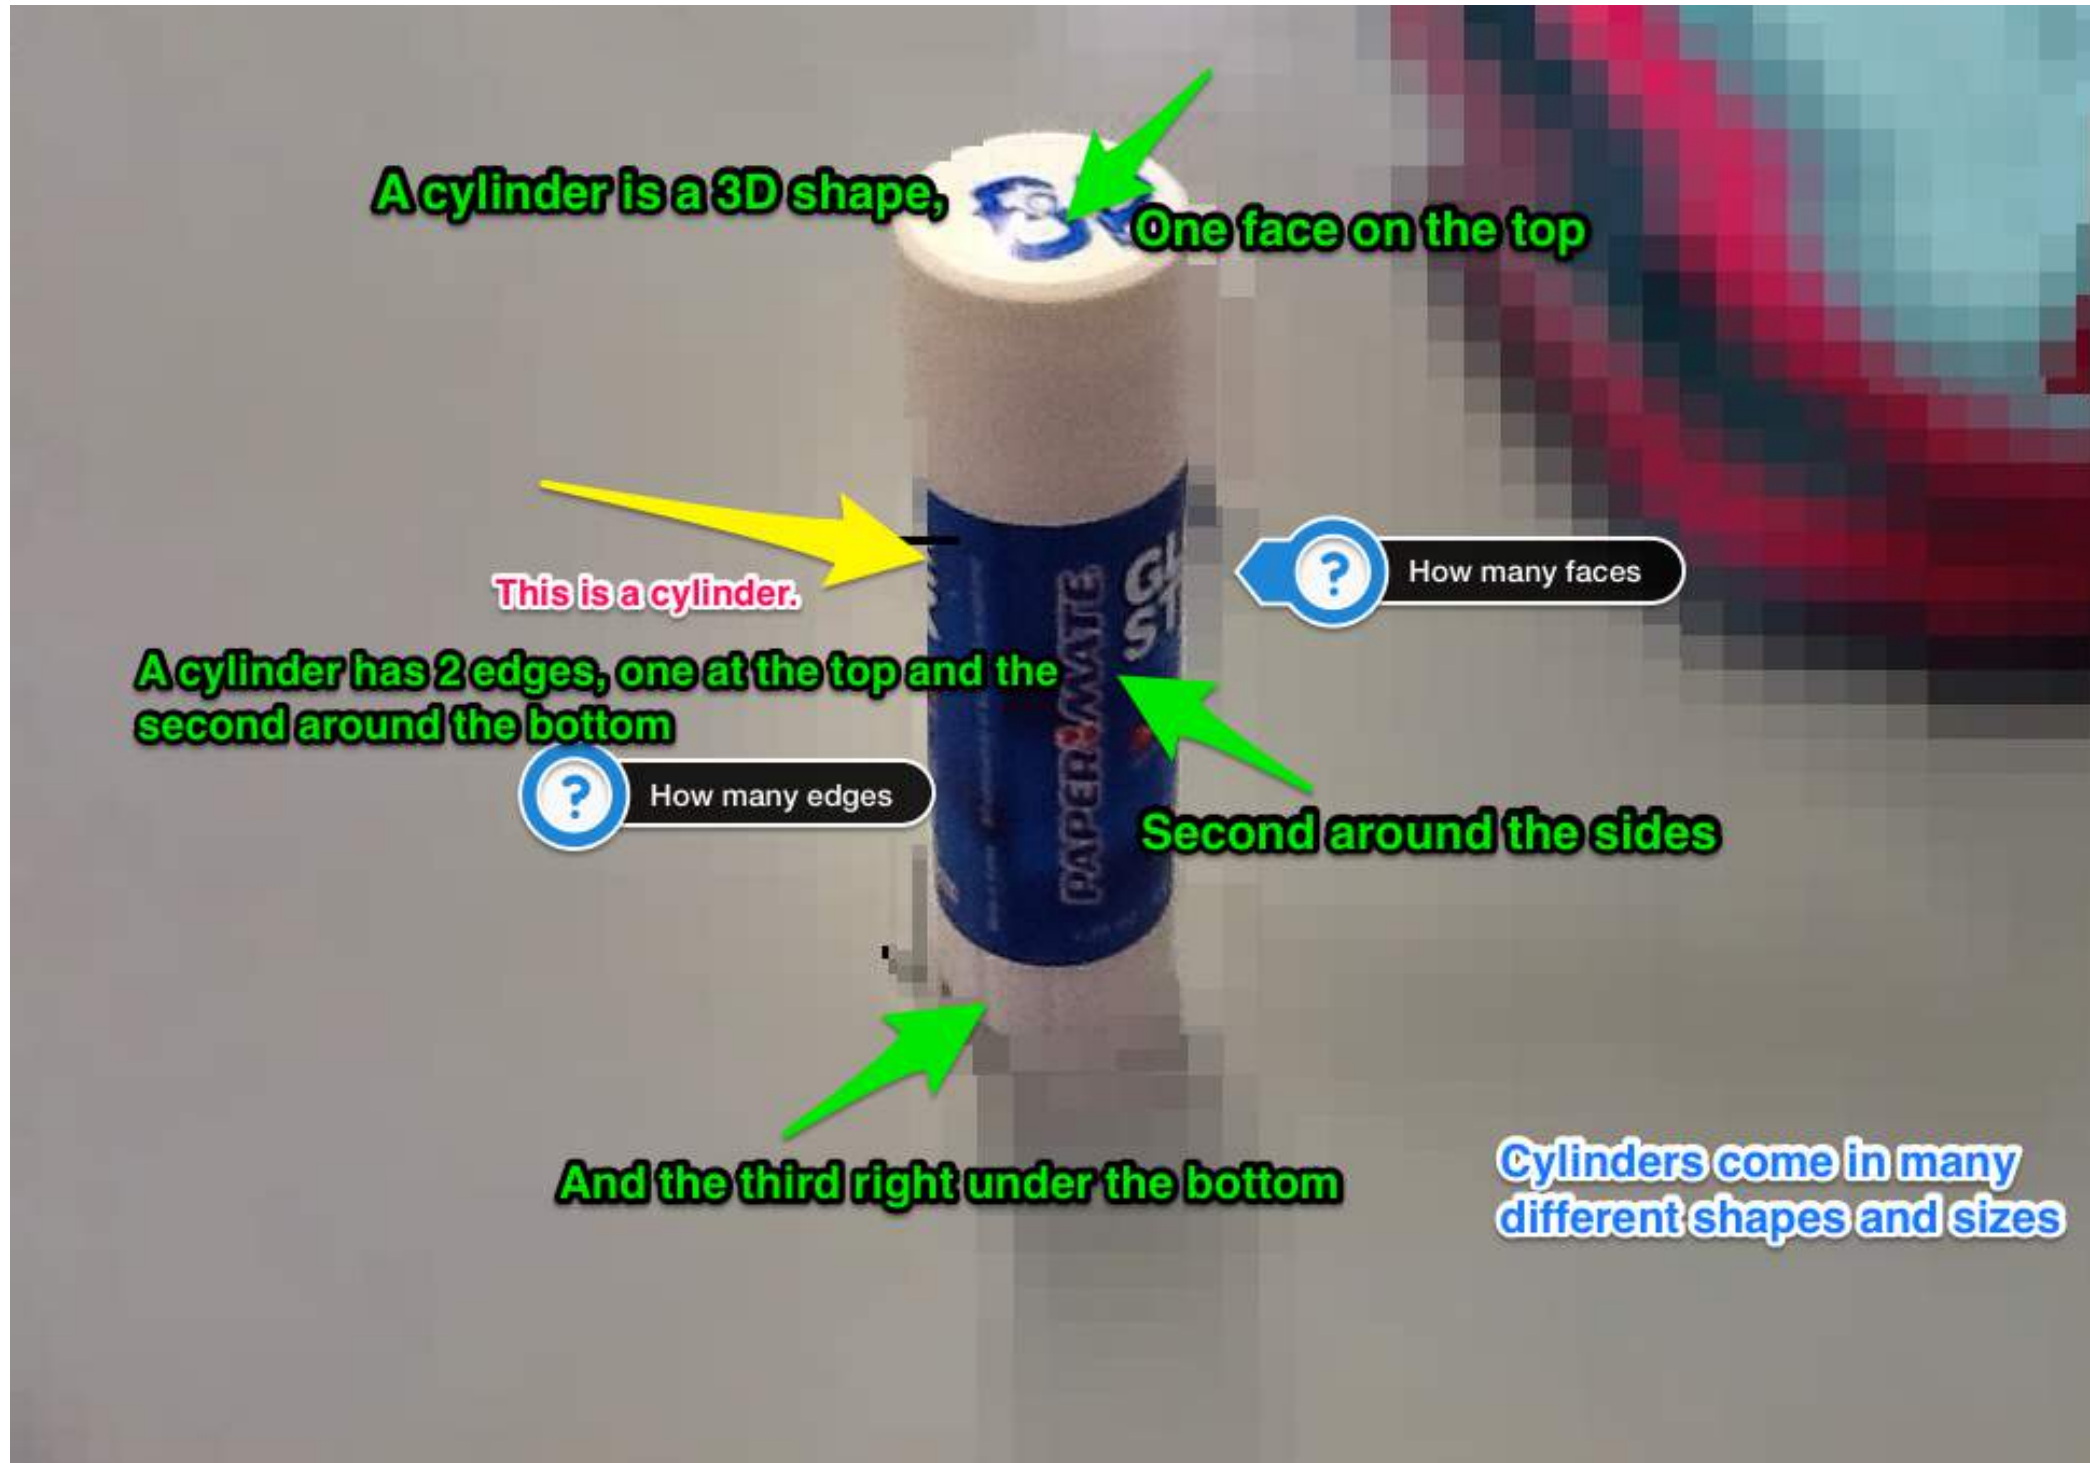 A cylinder is a 3D shape,
One face on the top
This is a cylinder.
How many faces
A cylinder has 2 edges, one at the top and the
second around the bottom
How many edges
PAPER MATE
Second around the sides
And the third right under the bottom
Cylinders come in many
different shapes and sizes